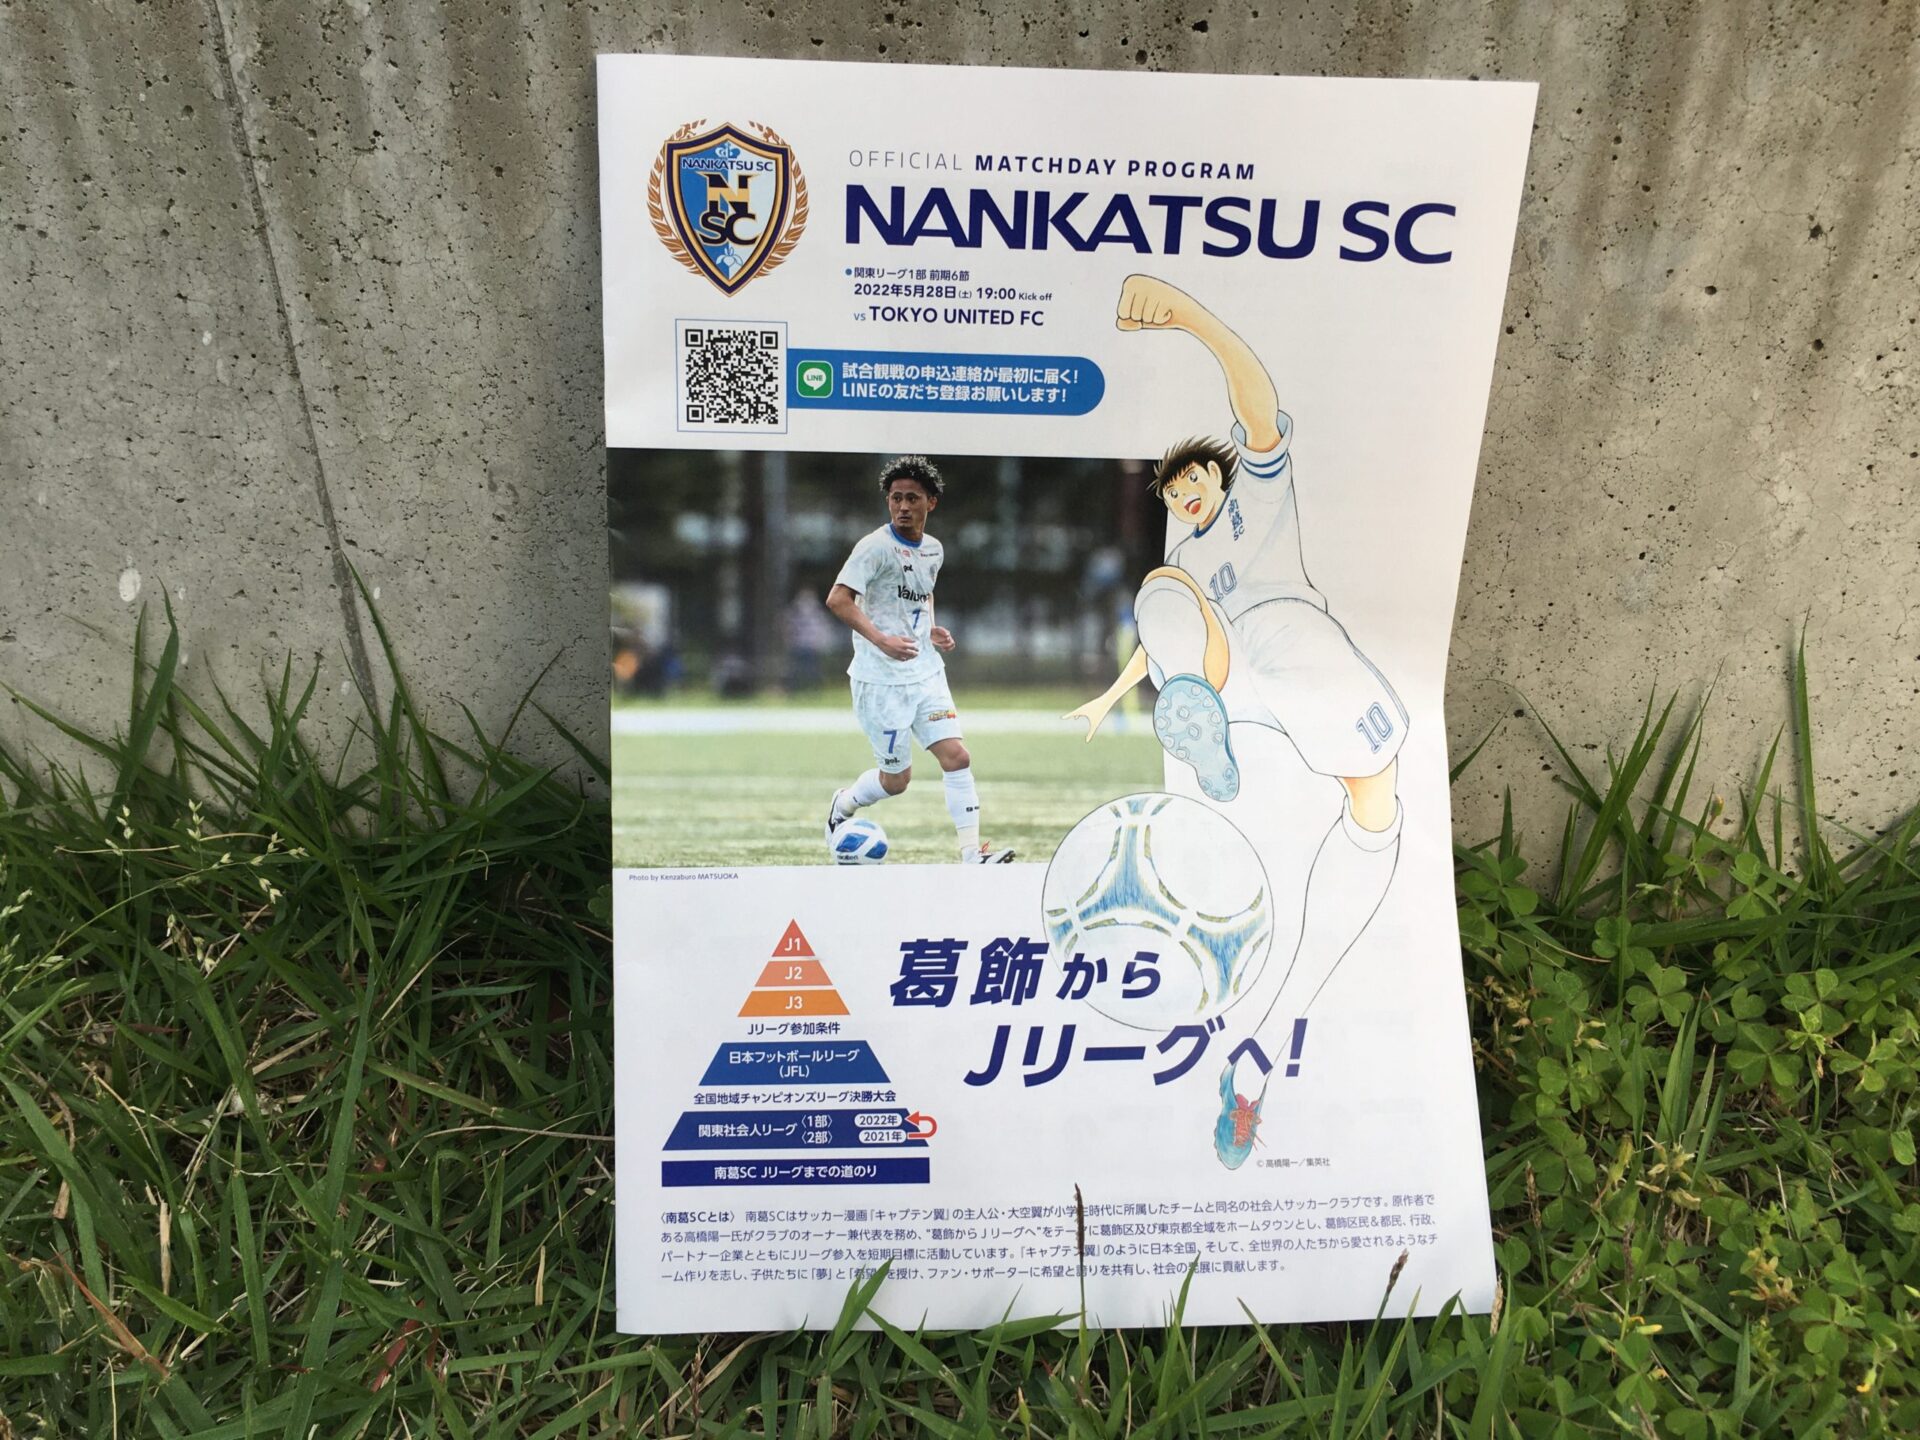 NANKATSU SC
N
N
SC
OFFICIAL MATCHDAY PROGRAM
NANKATSU SC
●関東リーグ1部 前期6節
2022年5月28日(土) 19:00 Kick off
vs TOKYO UNITED FC
LINE
試合観戦の申込連絡が最初に届く!
LINEの友だち登録お願いします!
南葛SC
10
10
gol.
7
7
gol.
molten
Photo by Kenzaburo MATSUOKA
J1
J2
J3
Jリーグ参加条件
日本フットボールリーグ
(JFL)
全国地域チャンピオンズリーグ決勝大会
関東社会人リーグ〈1部〉 2022年
〈2部〉 2021年
南葛SC Jリーグまでの道のり
葛飾から
Jリーグへ!
©高橋陽一/集英社
〈南葛SCとは〉 南葛SCはサッカー漫画『キャプテン翼』の主人公・大空翼が小学生時代に所属したチームと同名の社会人サッカークラブです。原作者で
ある高橋陽一氏がクラブのオーナー兼代表を務め、"葛飾からJリーグへ"をテーマに葛飾区及び東京都全域をホームタウンとし、葛飾区民&都民、行政、
パートナー企業とともにJリーグ参入を短期目標に活動しています。『キャプテン翼』のように日本全国、そして、全世界の人たちから愛されるようなチ
ーム作りを志し、子供たちに「夢」と「希望」を授け、ファン・サポーターに希望と誇りを共有し、社会の発展に貢献します。